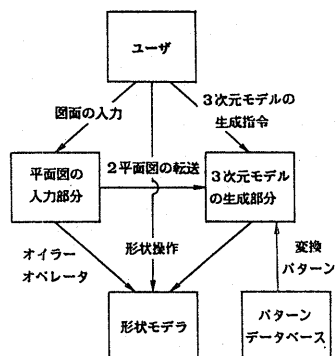 ユーザ
図面の入力
3次元モデルの
生成指令
平面図の
入力部分
2平面図の転送
3次元モデル
の生成部分
オイラー
オペレータ
形状操作
変換
パターン
形状モデラ
パターン
データベース